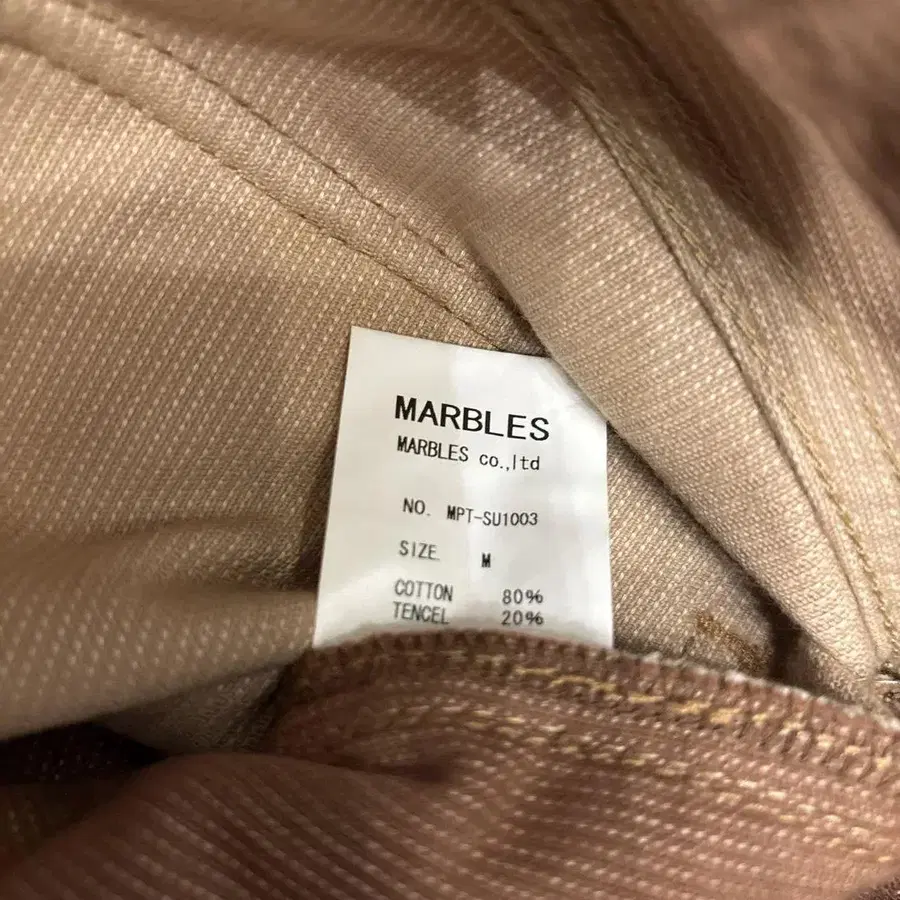 MARBLES
MARBLES co.,ltd
NO. MPT-SU1003
SIZE. M
COTTON 80%
TENCEL 20%